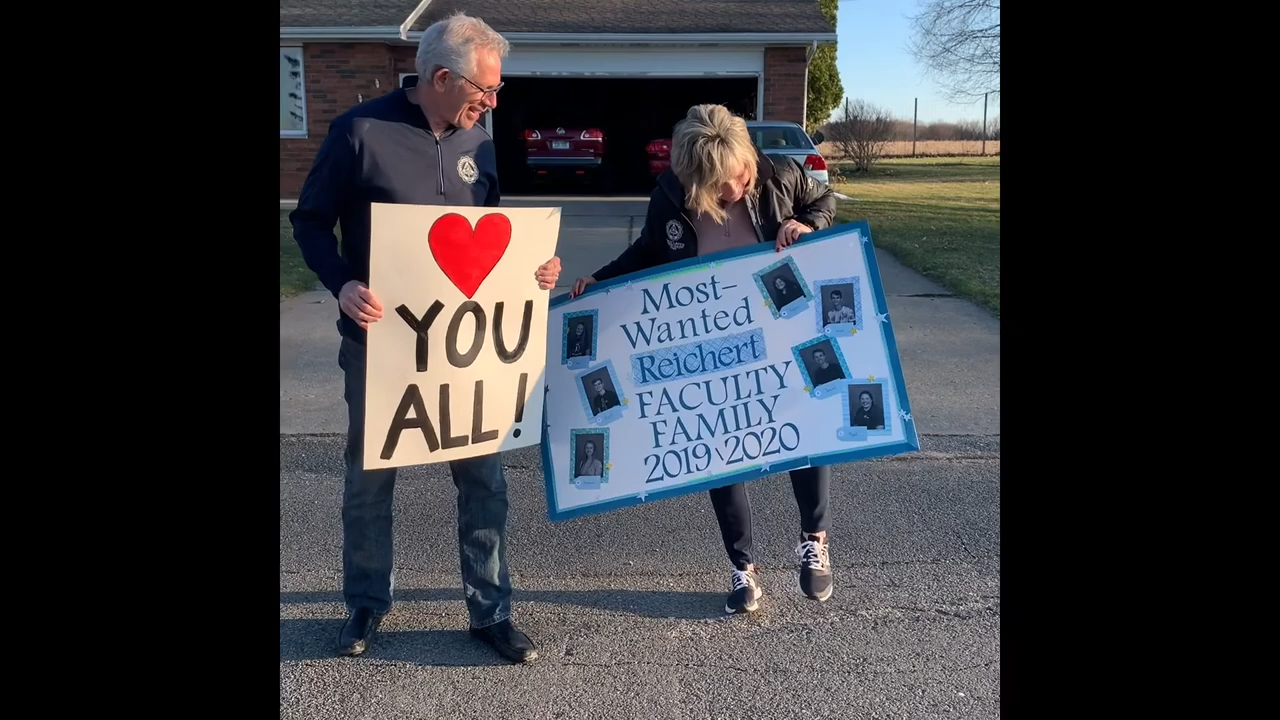 YOU
ALL!
Most-
Wanted
Reichert
FACULTY
FAMILY
2019\2020